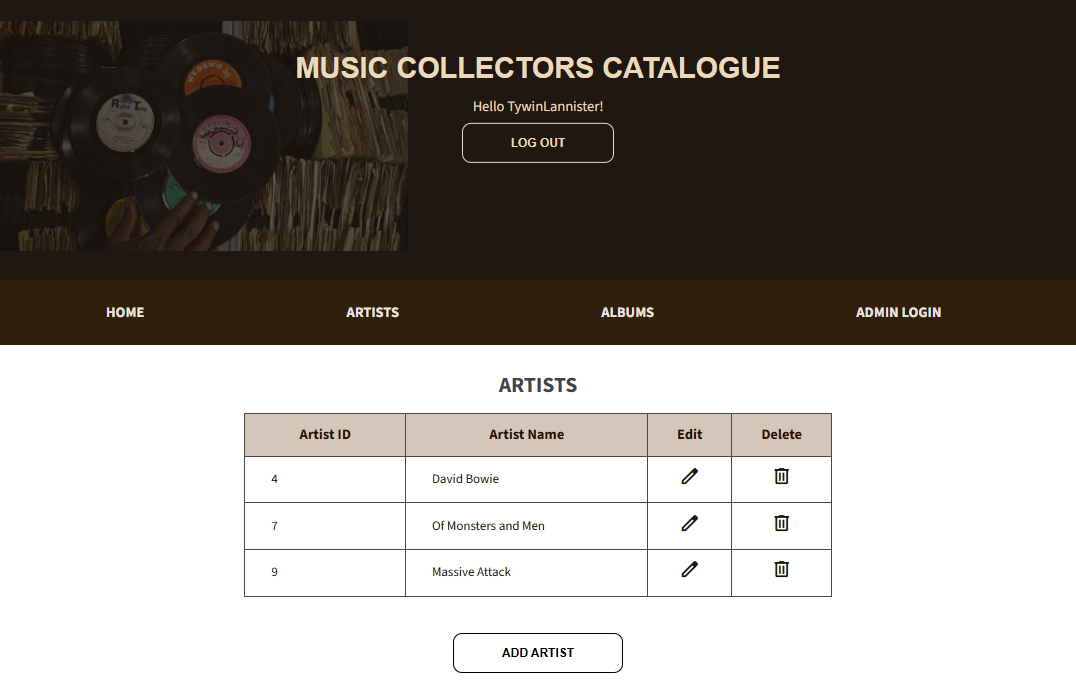 MUSIC COLLECTORS CATALOGUE
Hello TywinLannister!
LOG OUT
HOME ARTISTS ALBUMS ADMIN LOGIN
ARTISTS
Artist ID Artist Name Edit Delete
4 David Bowie
7 Of Monsters and Men
9 Massive Attack
ADD ARTIST